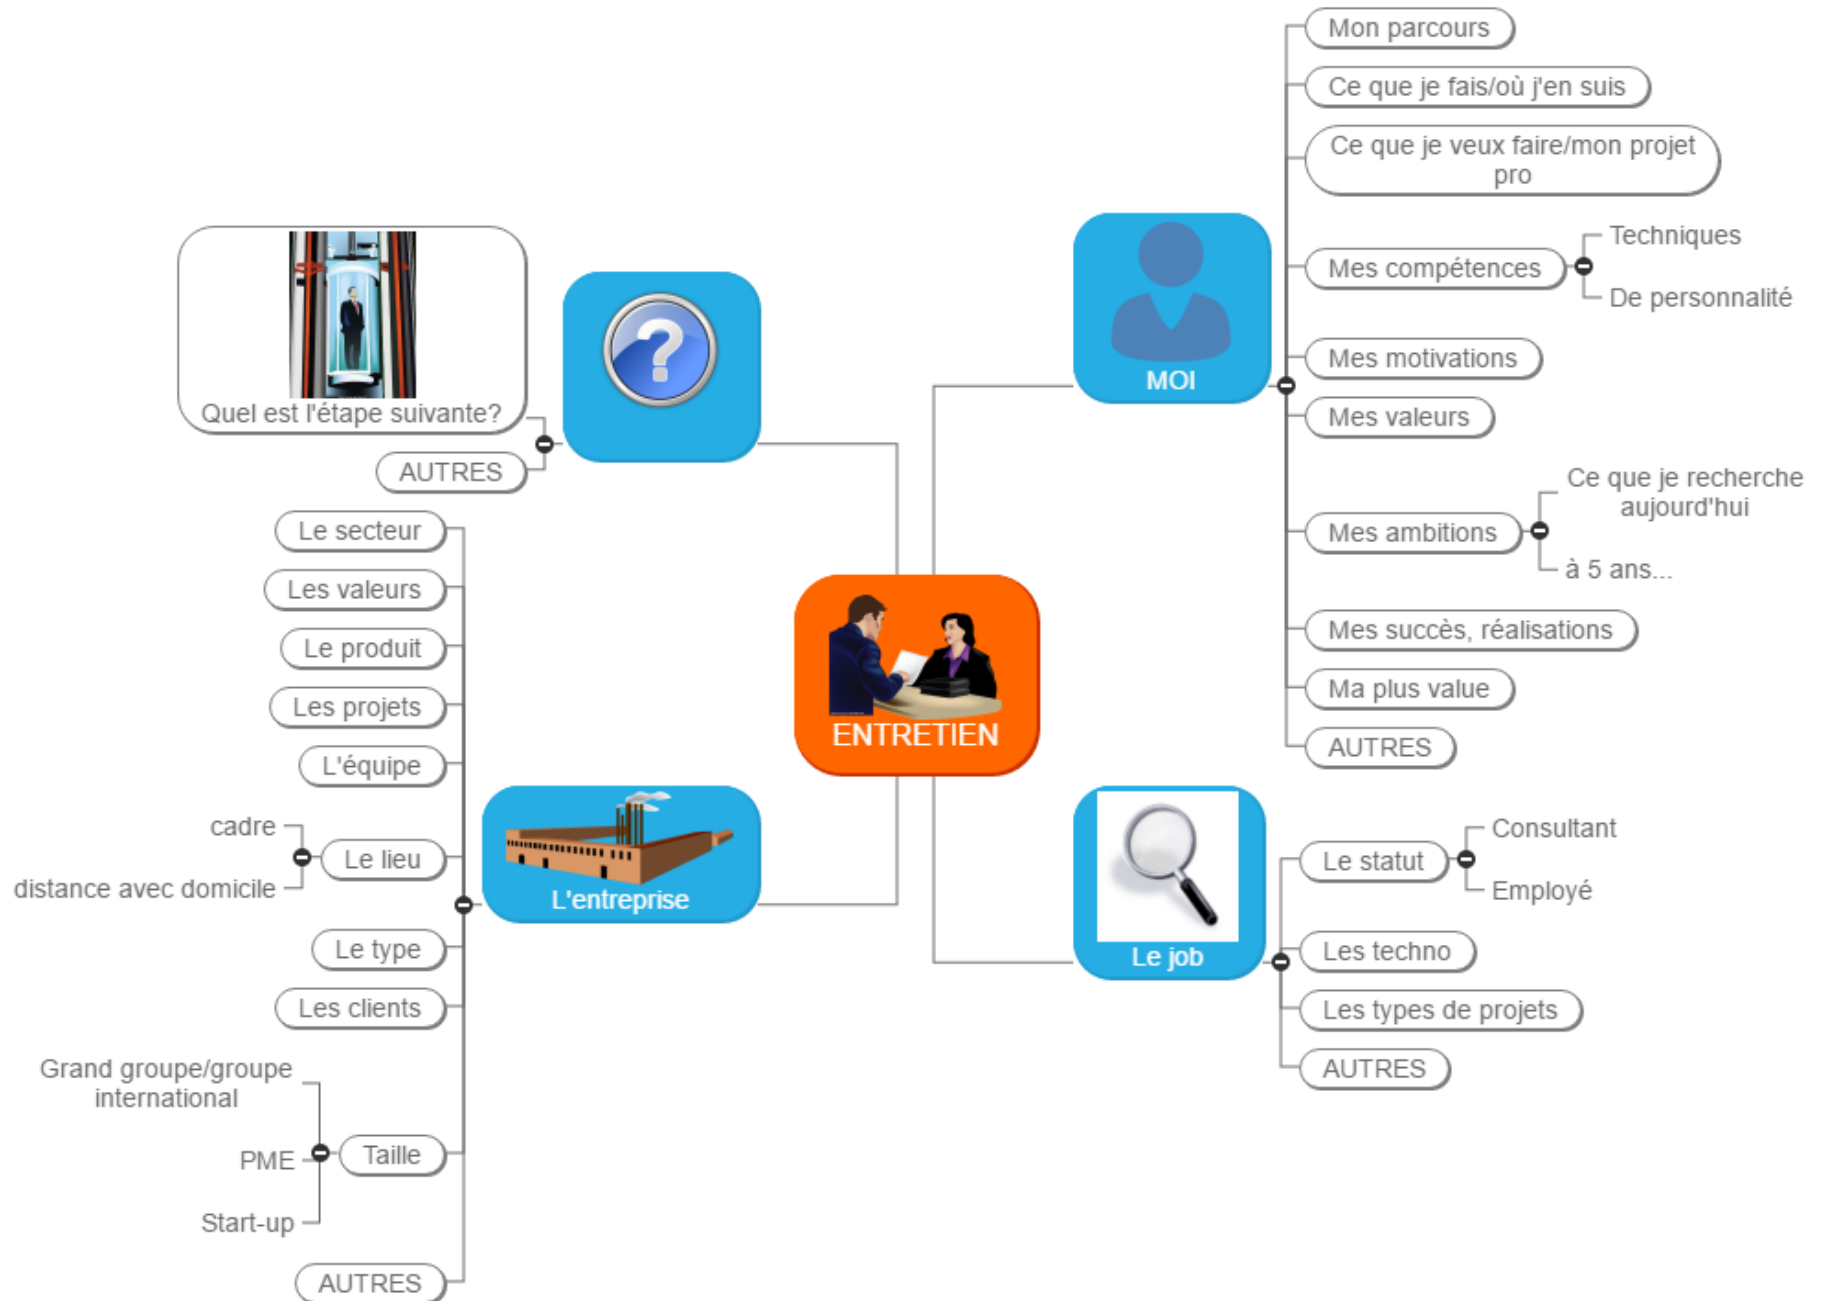 ENTRETIEN
MOI
Mon parcours
Ce que je fais/où j'en suis
Ce que je veux faire/mon projet
pro
Mes compétences
Techniques
De personnalité
Mes motivations
Mes valeurs
Mes ambitions
Ce que je recherche
aujourd'hui
à 5 ans...
Mes succès, réalisations
Ma plus value
AUTRES
Le job
Le statut
Consultant
Employé
Les techno
Les types de projets
AUTRES
?
Quel est l'étape suivante?
AUTRES
L'entreprise
Le secteur
Les valeurs
Le produit
Les projets
L'équipe
Le lieu
cadre
distance avec domicile
Le type
Les clients
Taille
Grand groupe/groupe
international
PME
Start-up
AUTRES